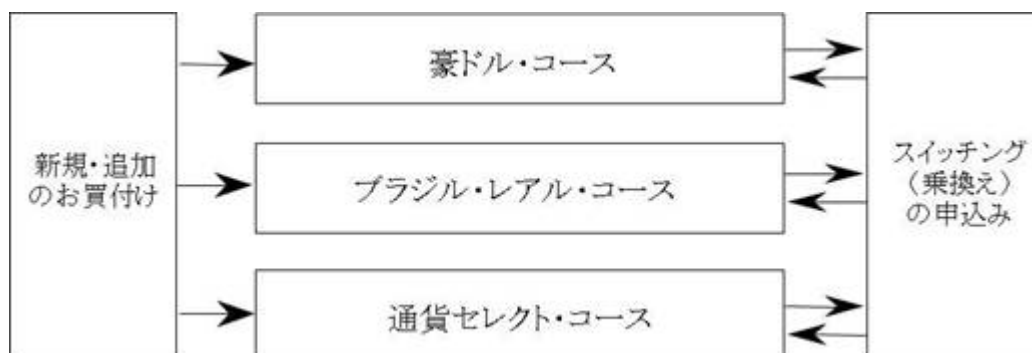 新規・追加
のお買付け
豪ドル・コース
ブラジル・レアル・コース
通貨セレクト・コース
スイッチング
（乗換え）
の申込み